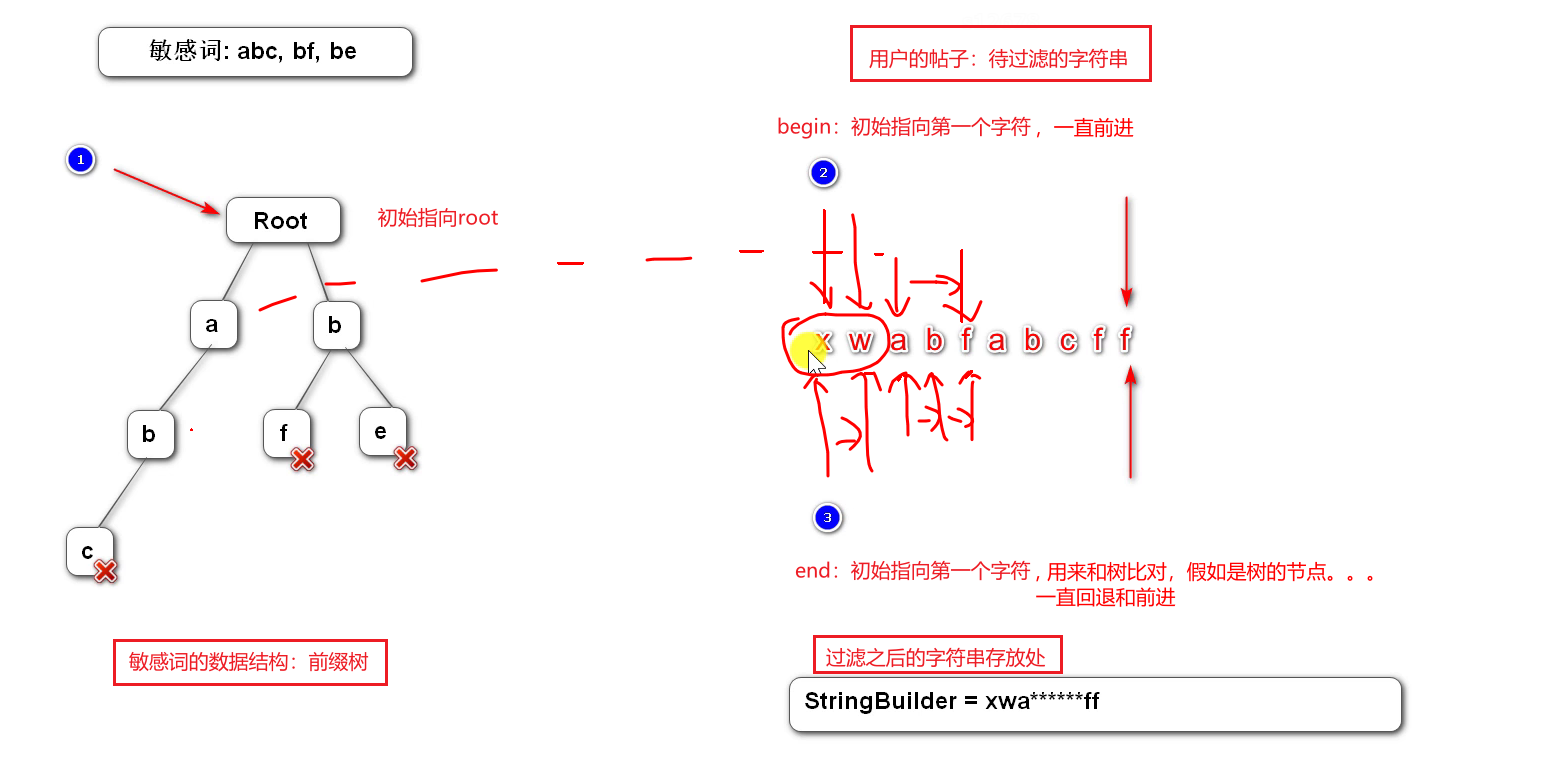 敏感词: abc, bf, be
用户的帖子：待过滤的字符串
begin：初始指向第一个字符，一直前进
1
2
Root
初始指向root
a
b
x w a b f a b c f f
b
f
e
3
c
end：初始指向第一个字符，用来和树比对，假如是树的节点。。。
一直回退和前进
敏感词的数据结构：前缀树
过滤之后的字符串存放处
StringBuilder = xwa******ff